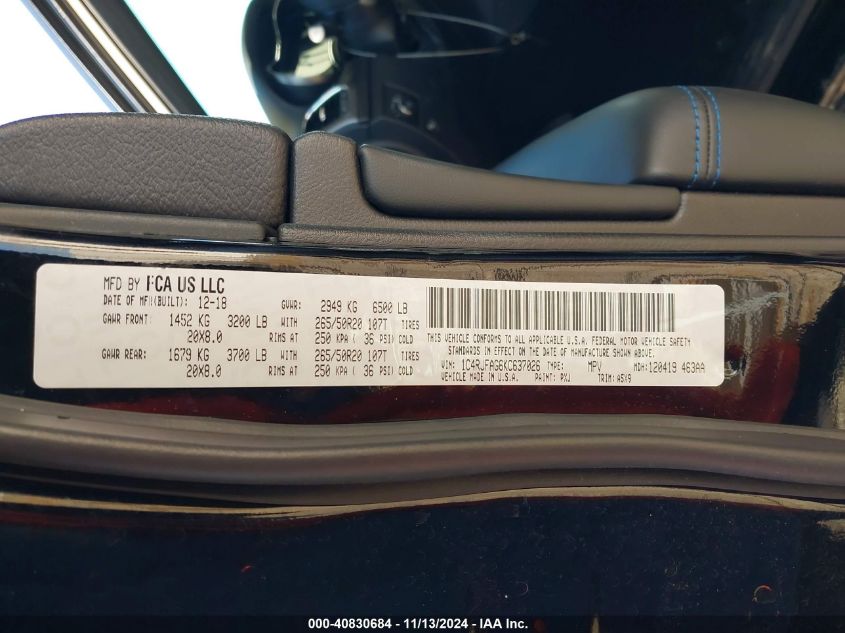 MFD BY FCA US LLC
DATE OF MFR(BUILT): 12-18 GVWR: 2949 KG 6500 LB
GAWR FRONT: 1452 KG 3200 LB WITH 265/50R20 107T TIRES
20X8.0 RIMS AT 250 KPA ( 36 PSI) COLD
GAWR REAR: 1679 KG 3700 LB WITH 265/50R20 107T TIRES
20X8.0 RIMS AT 250 KPA ( 36 PSI) COLD
THIS VEHICLE CONFORMS TO ALL APPLICABLE U.S.A. FEDERAL MOTOR VEHICLE SAFETY
STANDARDS IN EFFECT ON THE DATE OF MANUFACTURE SHOWN ABOVE.
VIN: 1C4RJFAG6KC637026 TYPE: MPV MDH: 120419 463AA
VEHICLE MADE IN U.S.A. PAINT: PXJ TRIM: A5X9
000-40830684 - 11/13/2024 - IAA, Inc.